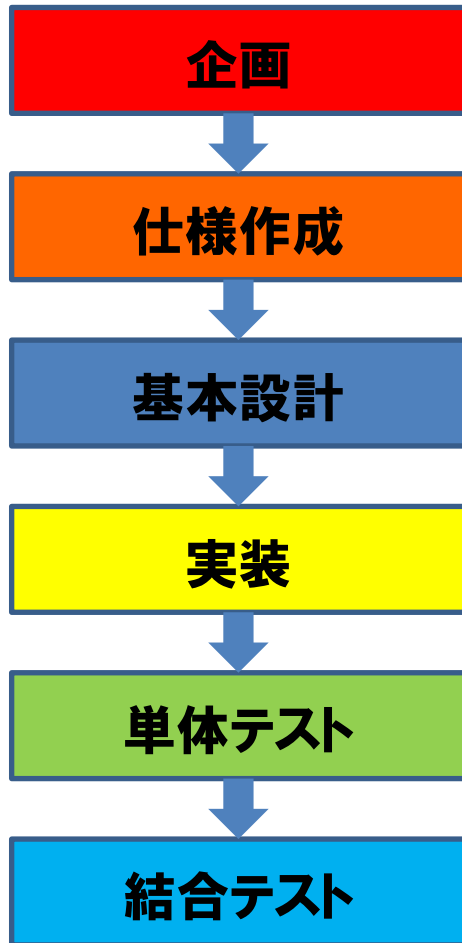 企画
仕様作成
基本設計
実装
単体テスト
結合テスト